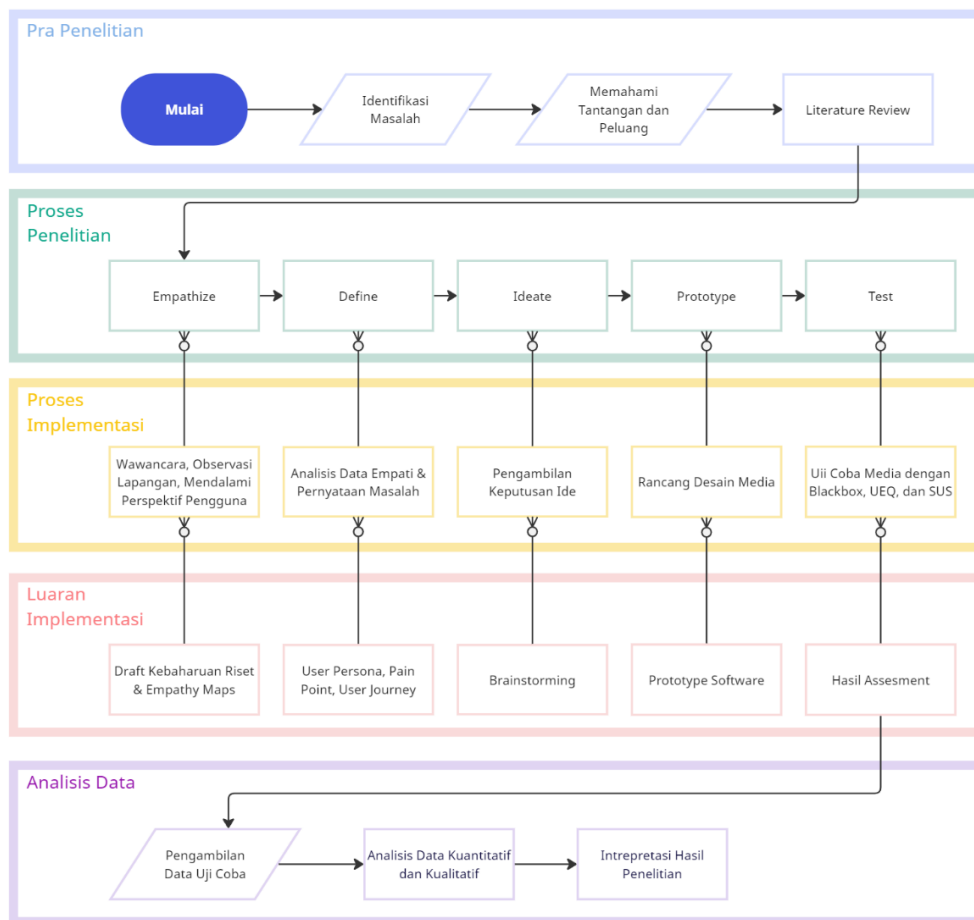 Pra Penelitian
Mulai
Identifikasi
Masalah
Memahami
Tantangan dan
Peluang
Literature Review
Proses
Penelitian
Empathize
Define
Ideate
Prototype
Test
Proses
Implementasi
Wawancara, Observasi
Lapangan, Mendalami
Perspektif Pengguna
Analisis Data Empati &
Pernyataan Masalah
Pengambilan
Keputusan Ide
Rancang Desain Media
Uii Coba Media dengan
Blackbox, UEQ, dan SUS
Luaran
Implementasi
Draft Kebaharuan Riset
& Empathy Maps
User Persona, Pain
Point, User Journey
Brainstorming
Prototype Software
Hasil Assesment
Analisis Data
Pengambilan
Data Uji Coba
Analisis Data Kuantitatif
dan Kualitatif
Intrepretasi Hasil
Penelitian